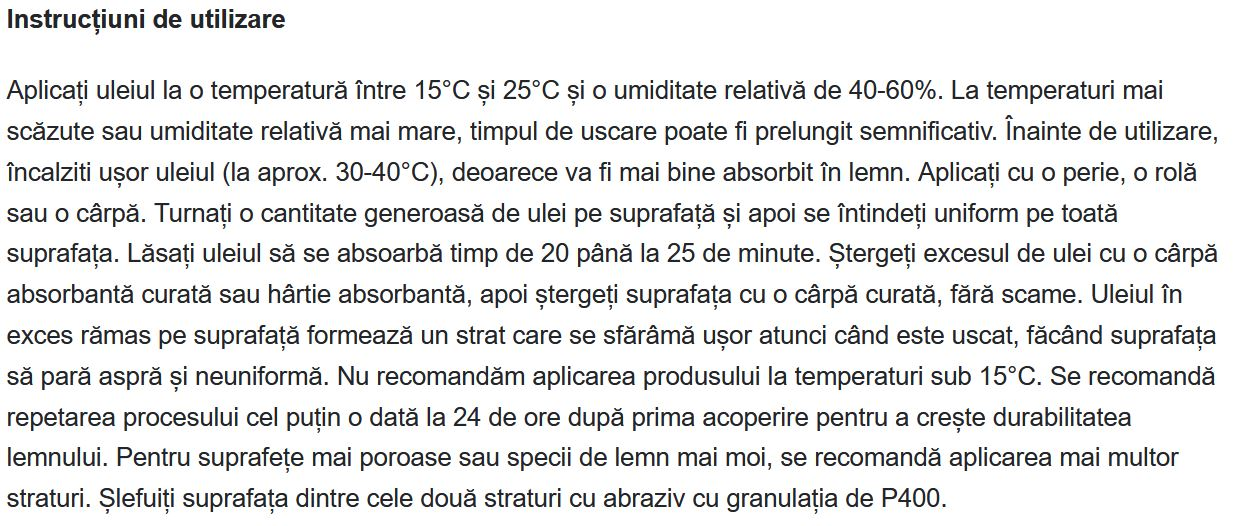 Instrucțiuni de utilizare
Aplicați uleiul la o temperatură între 15°C și 25°C și o umiditate relativă de 40-60%. La temperaturi mai
scăzute sau umiditate relativă mai mare, timpul de uscare poate fi prelungit semnificativ. Înainte de utilizare,
încalziti ușor uleiul (la aprox. 30-40°C), deoarece va fi mai bine absorbit în lemn. Aplicați cu o perie, o rolă
sau o cârpă. Turnați o cantitate generoasă de ulei pe suprafață și apoi se întindeți uniform pe toată
suprafața. Lăsați uleiul să se absoarbă timp de 20 până la 25 de minute. Ștergeți excesul de ulei cu o cârpă
absorbantă curată sau hârtie absorbantă, apoi ștergeți suprafața cu o cârpă curată, fără scame. Uleiul în
exces rămas pe suprafață formează un strat care se sfărâmă ușor atunci când este uscat, făcând suprafața
să pară aspră și neuniformă. Nu recomandăm aplicarea produsului la temperaturi sub 15°C. Se recomandă
repetarea procesului cel puțin o dată la 24 de ore după prima acoperire pentru a crește durabilitatea
lemnului. Pentru suprafețe mai poroase sau specii de lemn mai moi, se recomandă aplicarea mai multor
straturi. Șlefuiți suprafața dintre cele două straturi cu abraziv cu granulația de P400.